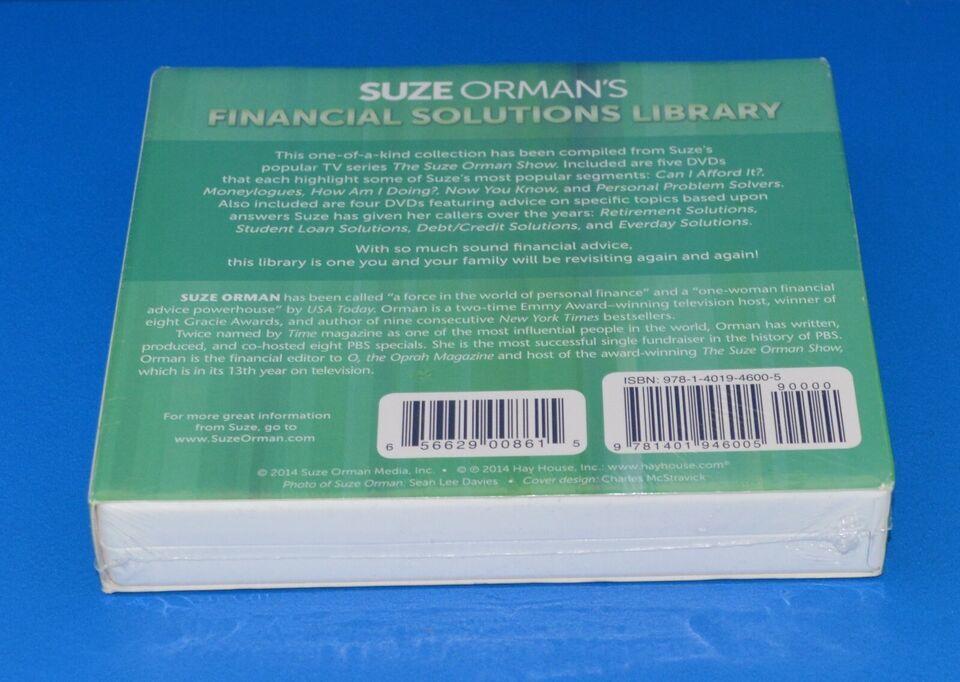 SUZE ORMAN'S
FINANCIAL SOLUTIONS LIBRARY
This one-of-a-kind collection has been compiled from Suze's
popular TV series The Suze Orman Show. Included are five DVDs
that each highlight some of Suze's most popular segments: Can I Afford It?,
Moneylogues, How Am I Doing?, Now You Know, and Personal Problem Solvers.
Also included are four DVDs featuring advice on specific topics based upon
answers Suze has given her callers over the years: Retirement Solutions,
Student Loan Solutions, Debt/Credit Solutions, and Everday Solutions.
With so much sound financial advice,
this library is one you and your family will be revisiting again and again!
SUZE ORMAN has been called "a force in the world of personal finance" and a "one-woman financial
advice powerhouse" by USA Today. Orman is a two-time Emmy Award–winning television host, winner of
eight Gracie Awards, and author of nine consecutive New York Times bestsellers.
Twice named by Time magazine as one of the most influential people in the world, Orman has written,
produced, and co-hosted eight PBS specials. She is the most successful single fundraiser in the history of PBS.
Orman is the financial editor to O, the Oprah Magazine and host of the award-winning The Suze Orman Show,
which is in its 13th year on television.
For more great information
from Suze, go to
www.SuzeOrman.com
6 56629 00861 5
ISBN: 978-1-4019-4600-5
90000
9 781401 946005
© 2014 Suze Orman Media, Inc. • © ℗ 2014 Hay House, Inc.: www.hayhouse.com®
Photo of Suze Orman: Sean Lee Davies • Cover design: Charles McStravick